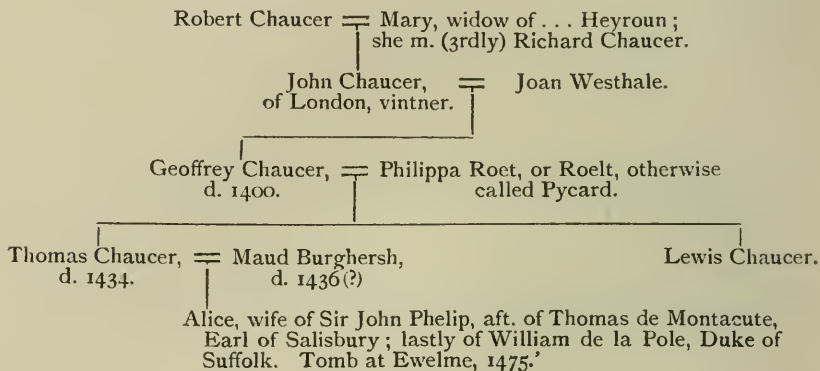 Robert Chaucer = Mary, widow of . . . Heyroun ;
she m. (3rdly) Richard Chaucer.
John Chaucer, = Joan Westhale.
of London, vintner.
Geoffrey Chaucer, = Philippa Roet, or Roelt, otherwise
d. 1400. called Pycard.
Thomas Chaucer, = Maud Burghersh, Lewis Chaucer.
d. 1434. d. 1436(?)
Alice, wife of Sir John Phelip, aft. of Thomas de Montacute,
Earl of Salisbury ; lastly of William de la Pole, Duke of
Suffolk. Tomb at Ewelme, 1475.’